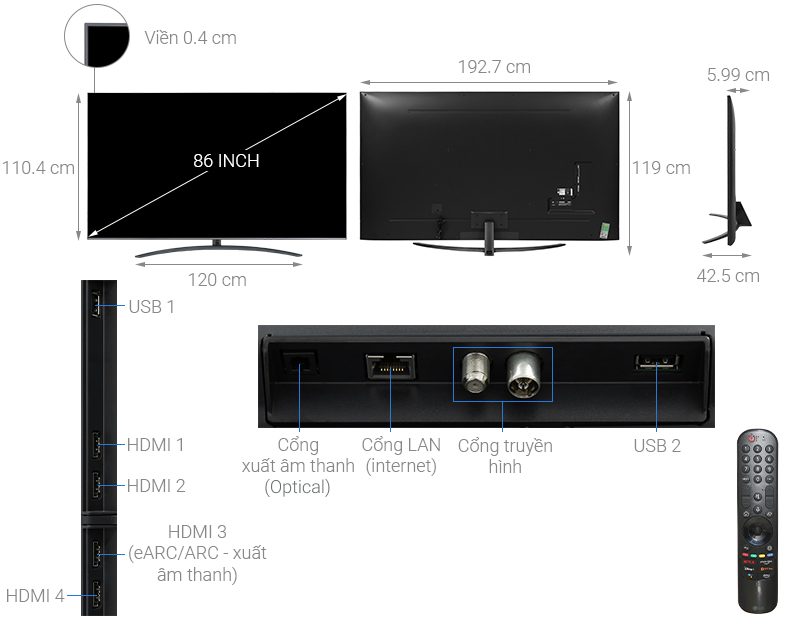 Viền 0.4 cm
192.7 cm
5.99 cm
86 INCH
110.4 cm
119 cm
120 cm
42.5 cm
USB 1
HDMI 1
HDMI 2
HDMI 3
(eARC/ARC - xuất
âm thanh)
HDMI 4
Cổng
xuất âm thanh
(Optical)
Cổng LAN
(internet)
Cổng truyền
hình
USB 2